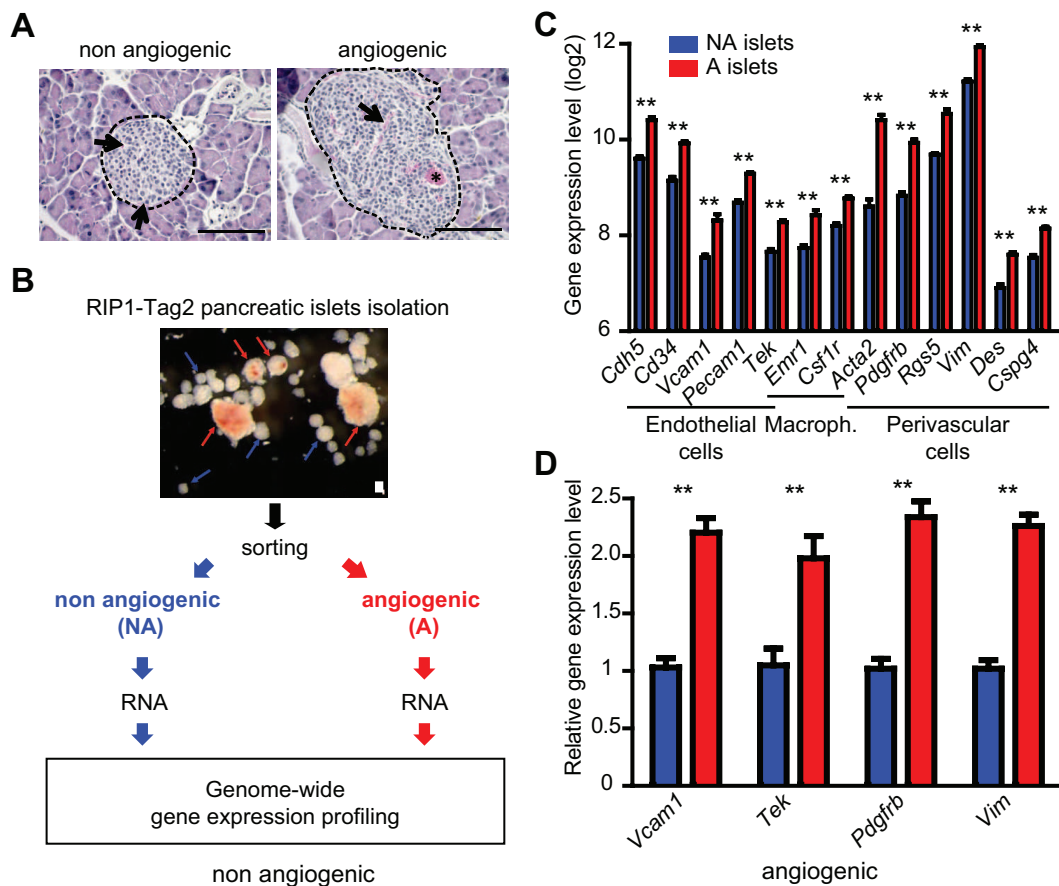 A
non angiogenic
angiogenic
*
B
RIP1-Tag2 pancreatic islets isolation
sorting
non angiogenic
(NA)
angiogenic
(A)
RNA
RNA
Genome-wide
gene expression profiling
non angiogenic
C
NA islets
A islets
Gene expression level (log2)
12
10
8
6
** ** ** ** ** ** ** ** ** ** ** ** **
Cdh5
Cd34
Vcam1
Pecam1
Tek
Emr1
Csf1r
Acta2
Pdgfrb
Rgs5
Vim
Des
Cspg4
Endothelial
cells
Macroph.
Perivascular
cells
D
Relative gene expression level
2.5
2.0
1.5
1
0.5
0
** ** ** **
Vcam1
Tek
Pdgfrb
Vim
angiogenic